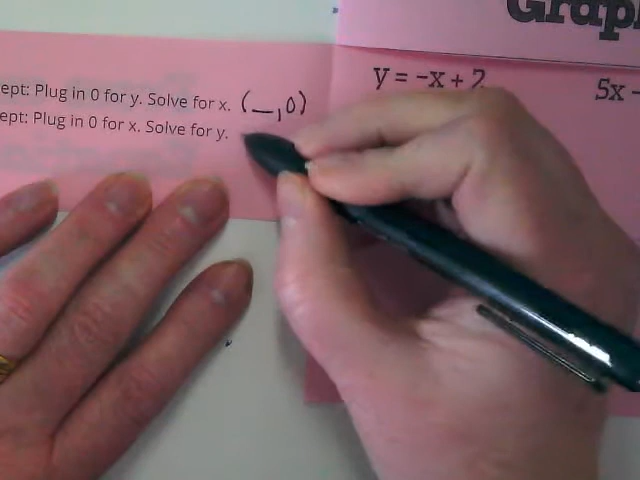 Grap
ept: Plug in 0 for y. Solve for x. (_,0)
ept: Plug in 0 for x. Solve for y.
y = -x + 2
5x -